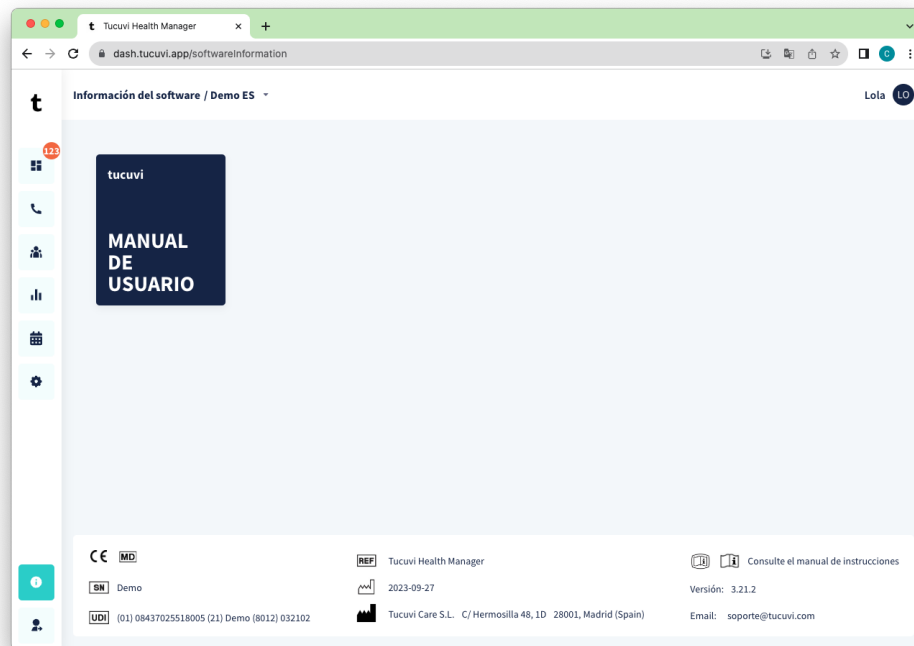 t Tucuvi Health Manager
dash.tucuvi.app/softwareInformation
C
t
Información del software / Demo ES
Lola LO
123
tucuvi
MANUAL
DE
USUARIO
CE MD
REF Tucuvi Health Manager
Consulte el manual de instrucciones
SN Demo
2023-09-27
Versión: 3.21.2
UDI (01) 08437025518005 (21) Demo (8012) 032102
Tucuvi Care S.L. C/ Hermosilla 48, 1D 28001, Madrid (Spain)
Email: soporte@tucuvi.com